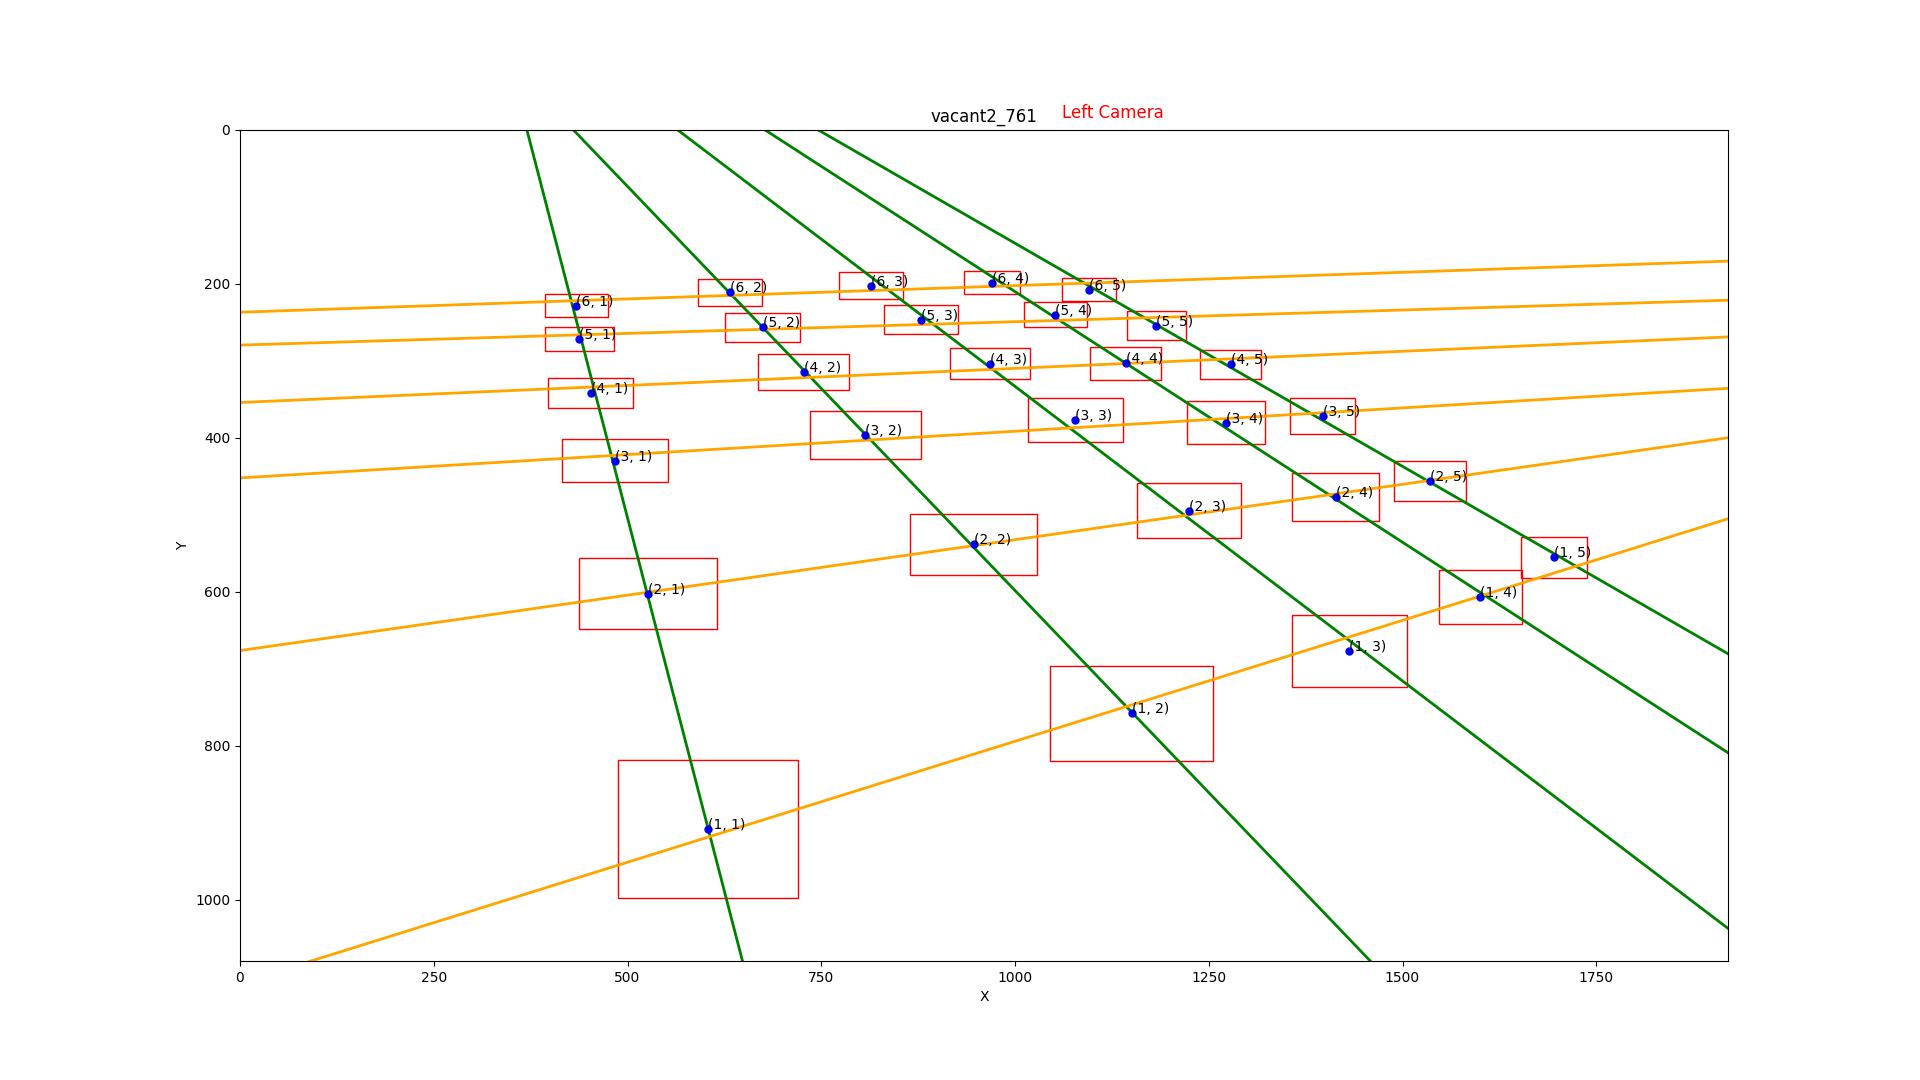 vacant2_761 Left Camera
0
200
400
600
800
1000
Y
(6, 1) (6, 2) (6, 3) (6, 4) (6, 5)
(5, 1) (5, 2) (5, 3) (5, 4) (5, 5)
(4, 1) (4, 2) (4, 3) (4, 4) (4, 5)
(3, 1) (3, 2) (3, 3) (3, 4) (3, 5)
(2, 1) (2, 2) (2, 3) (2, 4) (2, 5)
(1, 1) (1, 2) (1, 3) (1, 4) (1, 5)
0 250 500 750 1000 1250 1500 1750
X